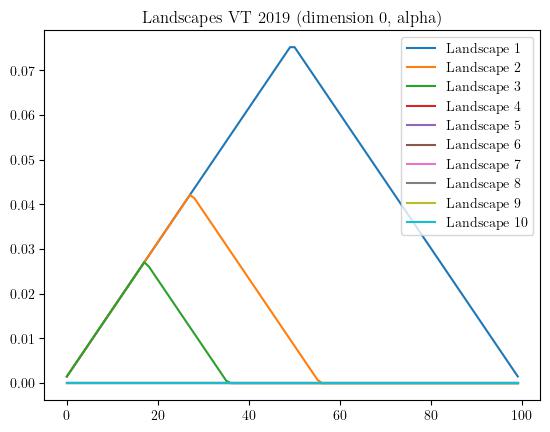 Landscapes VT 2019 (dimension 0, alpha)
Landscape 1
Landscape 2
Landscape 3
Landscape 4
Landscape 5
Landscape 6
Landscape 7
Landscape 8
Landscape 9
Landscape 10
0.07
0.06
0.05
0.04
0.03
0.02
0.01
0.00
0 20 40 60 80 100